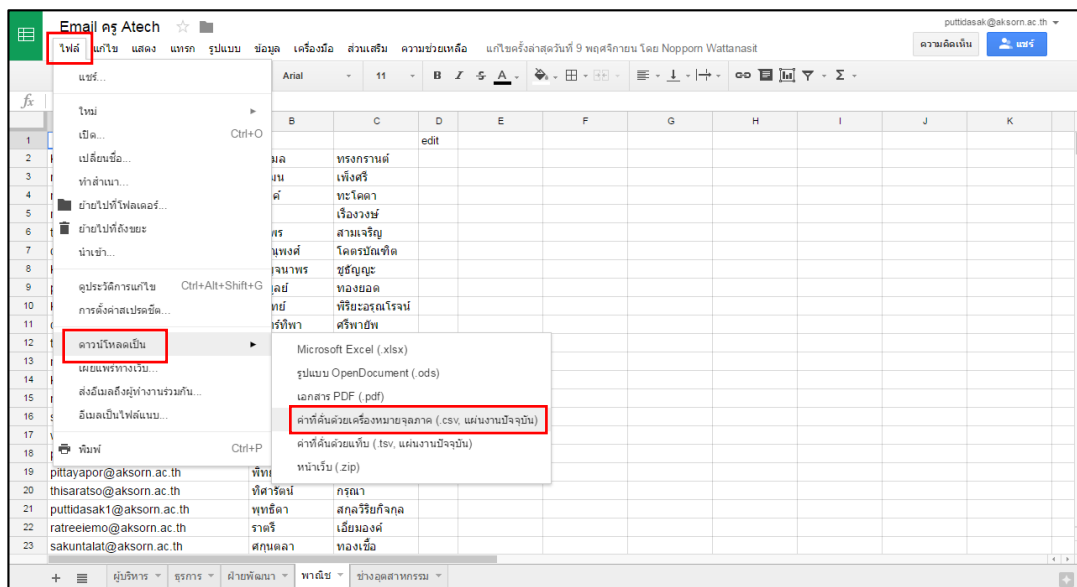 Email ครู Atech
puttidasak@aksorn.ac.th
ไฟล์ แก้ไข แสดง แทรก รูปแบบ ข้อมูล เครื่องมือ ส่วนเสริม ความช่วยเหลือ แก้ไขครั้งล่าสุดวันที่ 9 พฤศจิกายน โดย Nopporn Wattanasit
ความคิดเห็น แชร์
Arial 11 B I S A
fx
แชร์...
ใหม่
เปิด... Ctrl+O
เปลี่ยนชื่อ...
ทำสำเนา...
ย้ายไปที่โฟลเดอร์...
ย้ายไปที่ถังขยะ
นำเข้า...
ดูประวัติการแก้ไข Ctrl+Alt+Shift+G
การตั้งค่าสเปรดชีต...
ดาวน์โหลดเป็น
เผยแพร่ทางเว็บ...
ส่งอีเมลถึงผู้ทำงานร่วมกัน...
อีเมลเป็นไฟล์แนบ...
พิมพ์ Ctrl+P
Microsoft Excel (.xlsx)
รูปแบบ OpenDocument (.ods)
เอกสาร PDF (.pdf)
ค่าที่คั่นด้วยเครื่องหมายจุลภาค (.csv, แผ่นงานปัจจุบัน)
ค่าที่คั่นด้วยแท็บ (.tsv, แผ่นงานปัจจุบัน)
หน้าเว็บ (.zip)
B C D E F G H I J K
1 edit
2 ทรงกรานต์
3 เพ็งศรี
4 ทะโคดา
5 เรืองวงษ์
6 สามเจริญ
7 โคตรบัณฑิต
8 ชูธัญญะ
9 ทองยอด
10 พิริยะอรุณโรจน์
11 ศรีพายัพ
12
13
14
15
16
17
18
19 pittayapor@aksorn.ac.th
20 thisaratso@aksorn.ac.th ทิศารัตน์ กรุณา
21 puttidasak1@aksorn.ac.th พุทธิดา สกุลวิริยกิจกุล
22 ratreeiemo@aksorn.ac.th ราตรี เอี่ยมองค์
23 sakuntalat@aksorn.ac.th ศกุนตลา ทองเชื้อ
ผู้บริหาร ธุรการ ฝ่ายพัฒนา พาณิช ช่างอุตสาหกรรม